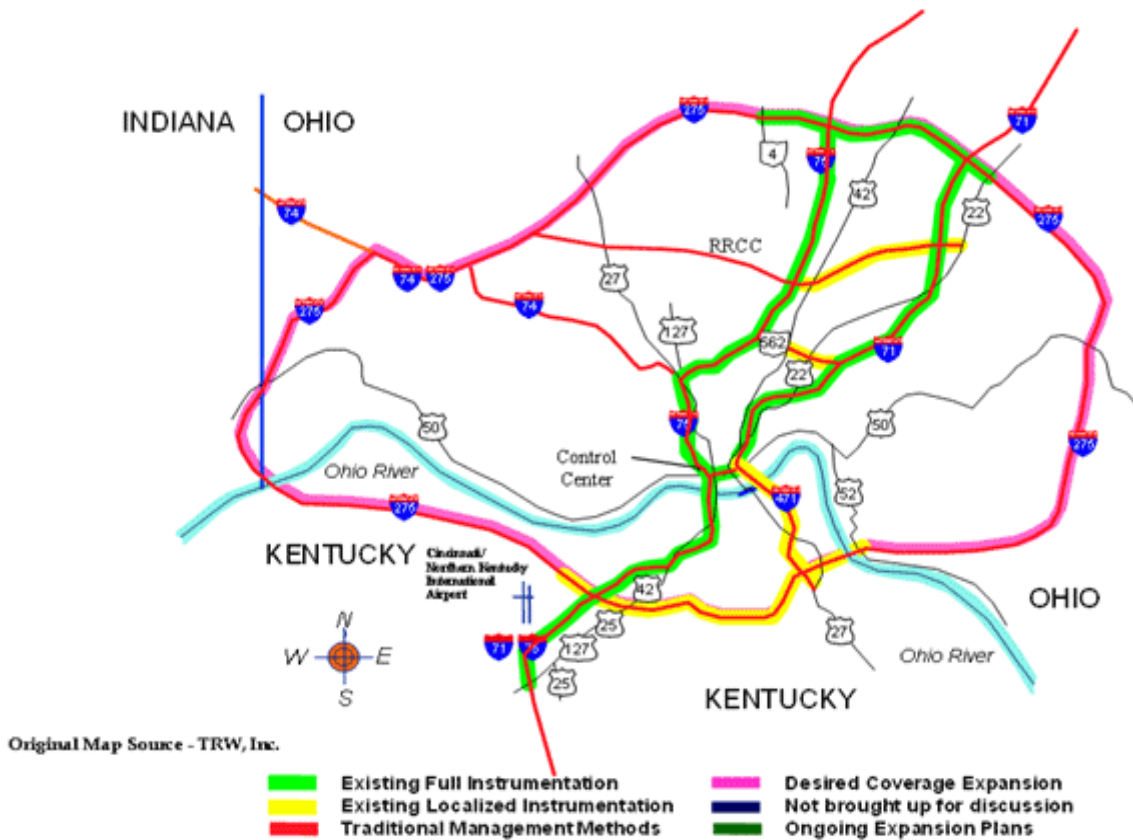 INDIANA
OHIO
275
71
4
75
42
74
22
275
RRCC
74
275
27
275
74
127
562
71
22
75
50
50
Control
Center
Ohio River
52
275
471
275
KENTUCKY
Cincinnati/
Northern Kentucky
International
Airport
42
OHIO
N
25
W
E
71
75
127
27
Ohio River
S
25
KENTUCKY
Original Map Source - TRW, Inc.
Existing Full Instrumentation
Desired Coverage Expansion
Existing Localized Instrumentation
Not brought up for discussion
Traditional Management Methods
Ongoing Expansion Plans